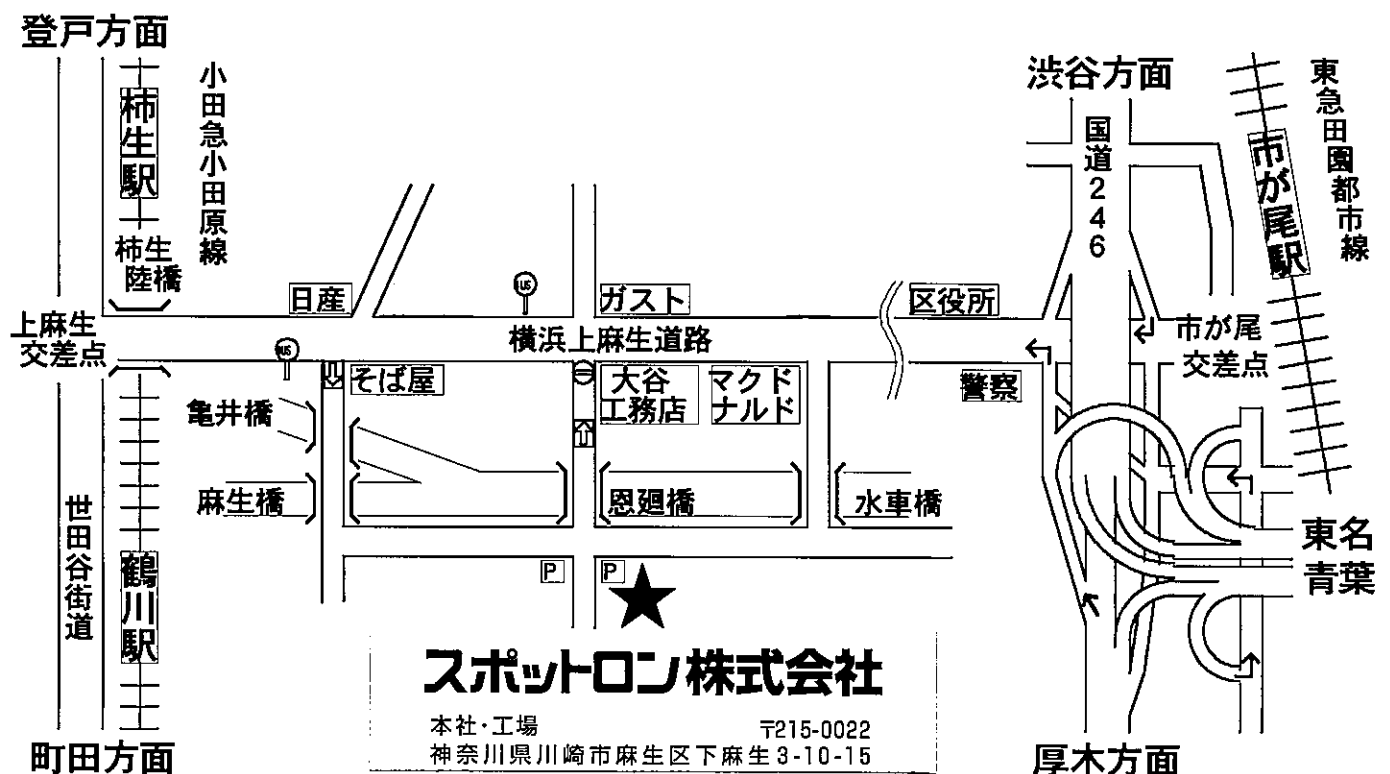 登戸方面
柿生駅
小田急小田原線
柿生
陸橋
上麻生
交差点
日産
BUS
BUS
ガスト
横浜上麻生道路
区役所
渋谷方面
国道246
市が尾駅
東急田園都市線
市が尾
交差点
そば屋
大谷
工務店
マクド
ナルド
警察
亀井橋
麻生橋
恩廻橋
水車橋
世田谷街道
鶴川駅
P
P
東名
青葉
スポットロン株式会社
本社・工場 〒215-0022
神奈川県川崎市麻生区下麻生3-10-15
町田方面
厚木方面